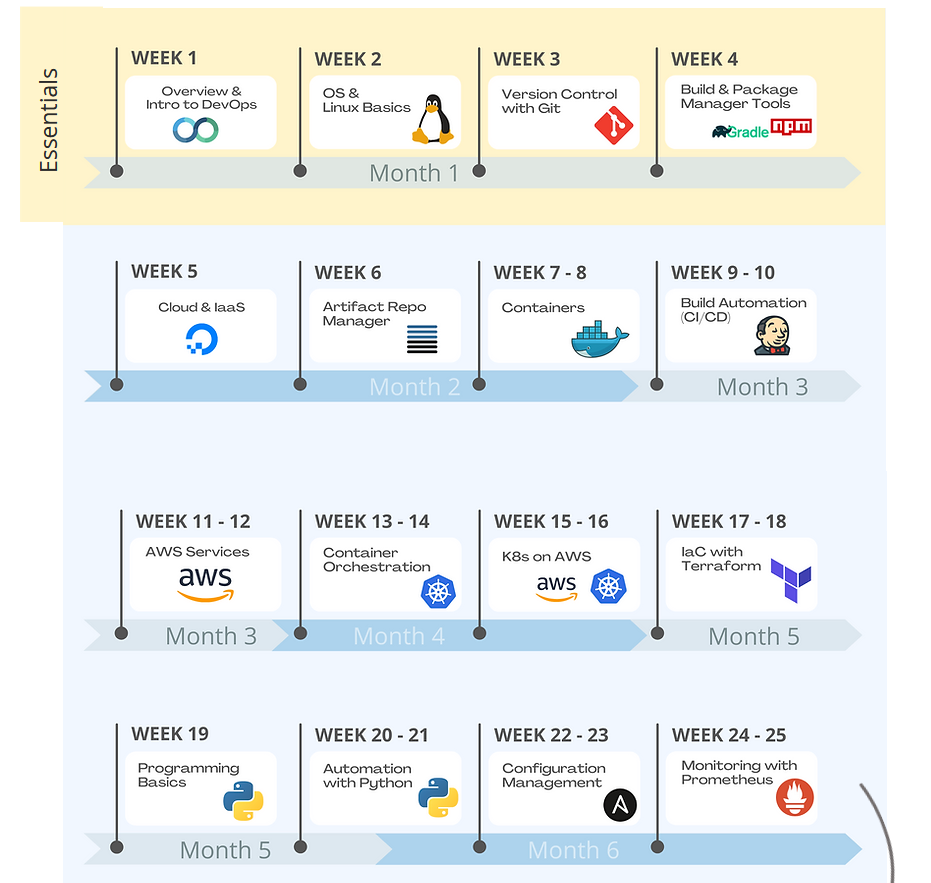 Essentials
WEEK 1
Overview &
Intro to DevOps
WEEK 2
OS &
Linux Basics
WEEK 3
Version Control
with Git
WEEK 4
Build & Package
Manager Tools
Gradle
npm
Month 1
WEEK 5
Cloud & IaaS
WEEK 6
Artifact Repo
Manager
WEEK 7 - 8
Containers
WEEK 9 - 10
Build Automation
(CI/CD)
Month 2
Month 3
WEEK 11 - 12
AWS Services
aws
WEEK 13 - 14
Container
Orchestration
WEEK 15 - 16
K8s on AWS
aws
WEEK 17 - 18
IaC with
Terraform
Month 3
Month 4
Month 5
WEEK 19
Programming
Basics
WEEK 20 - 21
Automation
with Python
WEEK 22 - 23
Configuration
Management
WEEK 24 - 25
Monitoring with
Prometheus
Month 5
Month 6